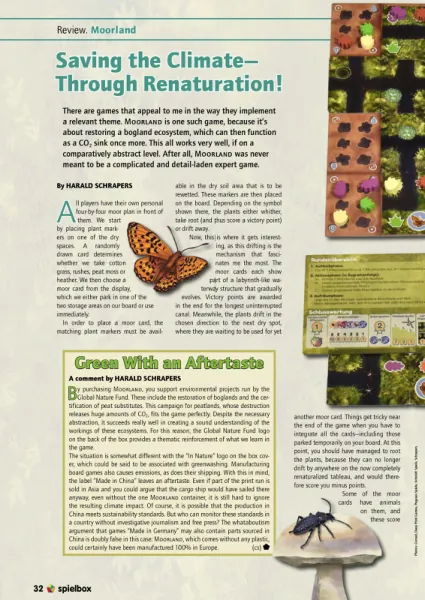 Review. Moorland
Saving the Climate—
Through Renaturation!
There are games that appeal to me in the way they implement
a relevant theme. MOORLAND is one such game, because it's
about restoring a bogland ecosystem, which can then function
as a CO₂ sink once more. This all works very well, if on a
comparatively abstract level. After all, MOORLAND was never
meant to be a complicated and detail-laden expert game.
By HARALD SCHRAPERS
All players have their own personal
four-by-four moor plan in front of
them. We start
by placing plant mark-
ers on one of the dry
spaces. A randomly
drawn card determines
whether we take cotton
grass, rushes, peat moss or
heather. We then choose a
moor card from the display,
which we either park in one of the
two storage areas on our board or use
immediately.
In order to place a moor card, the
matching plant markers must be avail-
able in the dry soil area that is to be
rewetted. These markers are then placed
on the board. Depending on the symbol
shown there, the plants either whither,
take root (and thus score a victory point)
or drift away.
Now, this is where it gets interest-
ing, as this drifting is the
mechanism that fasci-
nates me the most. The
moor cards each show
part of a labyrinth-like wa-
terway structure that gradually
evolves. Victory points are awarded
in the end for the longest uninterrupted
canal. Meanwhile, the plants drift in the
chosen direction to the next dry spot,
where they are waiting to be used for yet
another moor card. Things get tricky near
the end of the game when you have to
integrate all the cards—including those
parked temporarily on your board. At this
point, you should have managed to root
the plants, because they can no longer
drift by anywhere on the now completely
renaturalized tableau, and would there-
fore score you minus points.
Some of the moor
cards have animals
on them, and
these score
Green With an Aftertaste
A comment by HARALD SCHRAPERS
By purchasing MOORLAND, you support environmental projects run by the
Global Nature Fund. These include the restoration of boglands and the cer-
tification of peat substitutes. This campaign for peatlands, whose destruction
releases huge amounts of CO₂, fits the game perfectly. Despite the necessary
abstraction, it succeeds really well in creating a sound understanding of the
workings of these ecosystems. For this reason, the Global Nature Fund logo
on the back of the box provides a thematic reinforcement of what we learn in
the game.
The situation is somewhat different with the "In Nature" logo on the box cov-
er, which could be said to be associated with greenwashing. Manufacturing
board games also causes emissions, as does their shipping. With this in mind,
the label "Made in China" leaves an aftertaste. Even if part of the print run is
sold in Asia and you could argue that the cargo ship would have sailed there
anyway, even without the one MOORLAND container, it is still hard to ignore
the resulting climate impact. Of course, it is possible that the production in
China meets sustainability standards. But who can monitor these standards in
a country without investigative journalism and free press? The whataboutism
argument that games "Made in Germany" may also contain parts sourced in
China is doubly false in this case: MOORLAND, which comes without any plastic,
could certainly have been manufactured 100% in Europe. (cs)
Rundenübersicht
Schlusswertung
32 spielbox